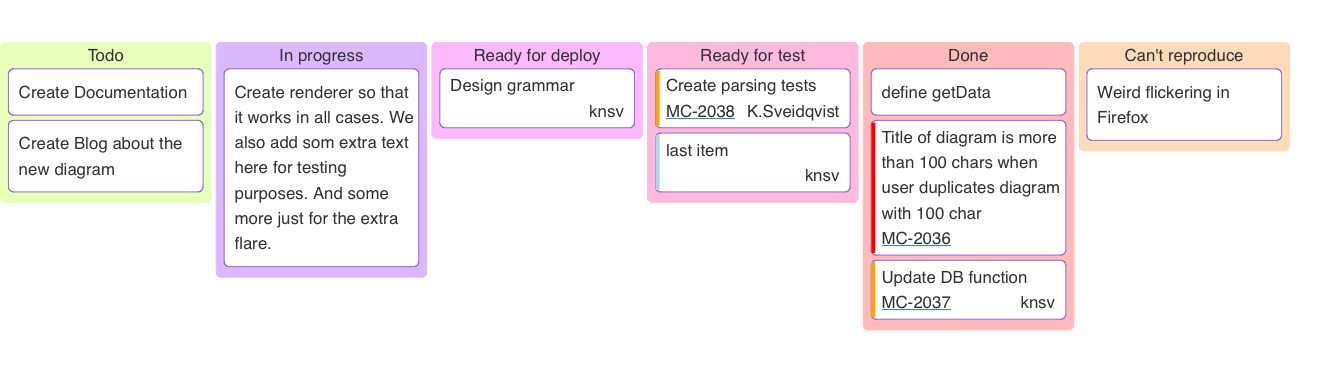 Todo
Create Documentation
Create Blog about the
new diagram
In progress
Create renderer so that
it works in all cases. We
also add som extra text
here for testing
purposes. And some
more just for the extra
flare.
Ready for deploy
Design grammar
knsv
Ready for test
Create parsing tests
MC-2038 K.Sveidqvist
last item
knsv
Done
define getData
Title of diagram is more
than 100 chars when
user duplicates diagram
with 100 char
MC-2036
Update DB function
MC-2037 knsv
Can't reproduce
Weird flickering in
Firefox